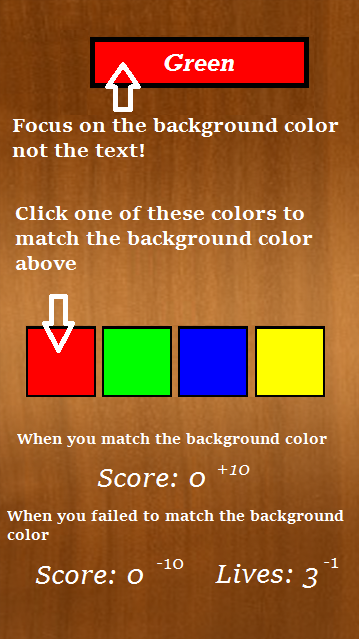 Green
Focus on the background color
not the text!
Click one of these colors to
match the background color
above
When you match the background color
Score: 0 +10
When you failed to match the background
color
Score: 0 -10 Lives: 3 -1